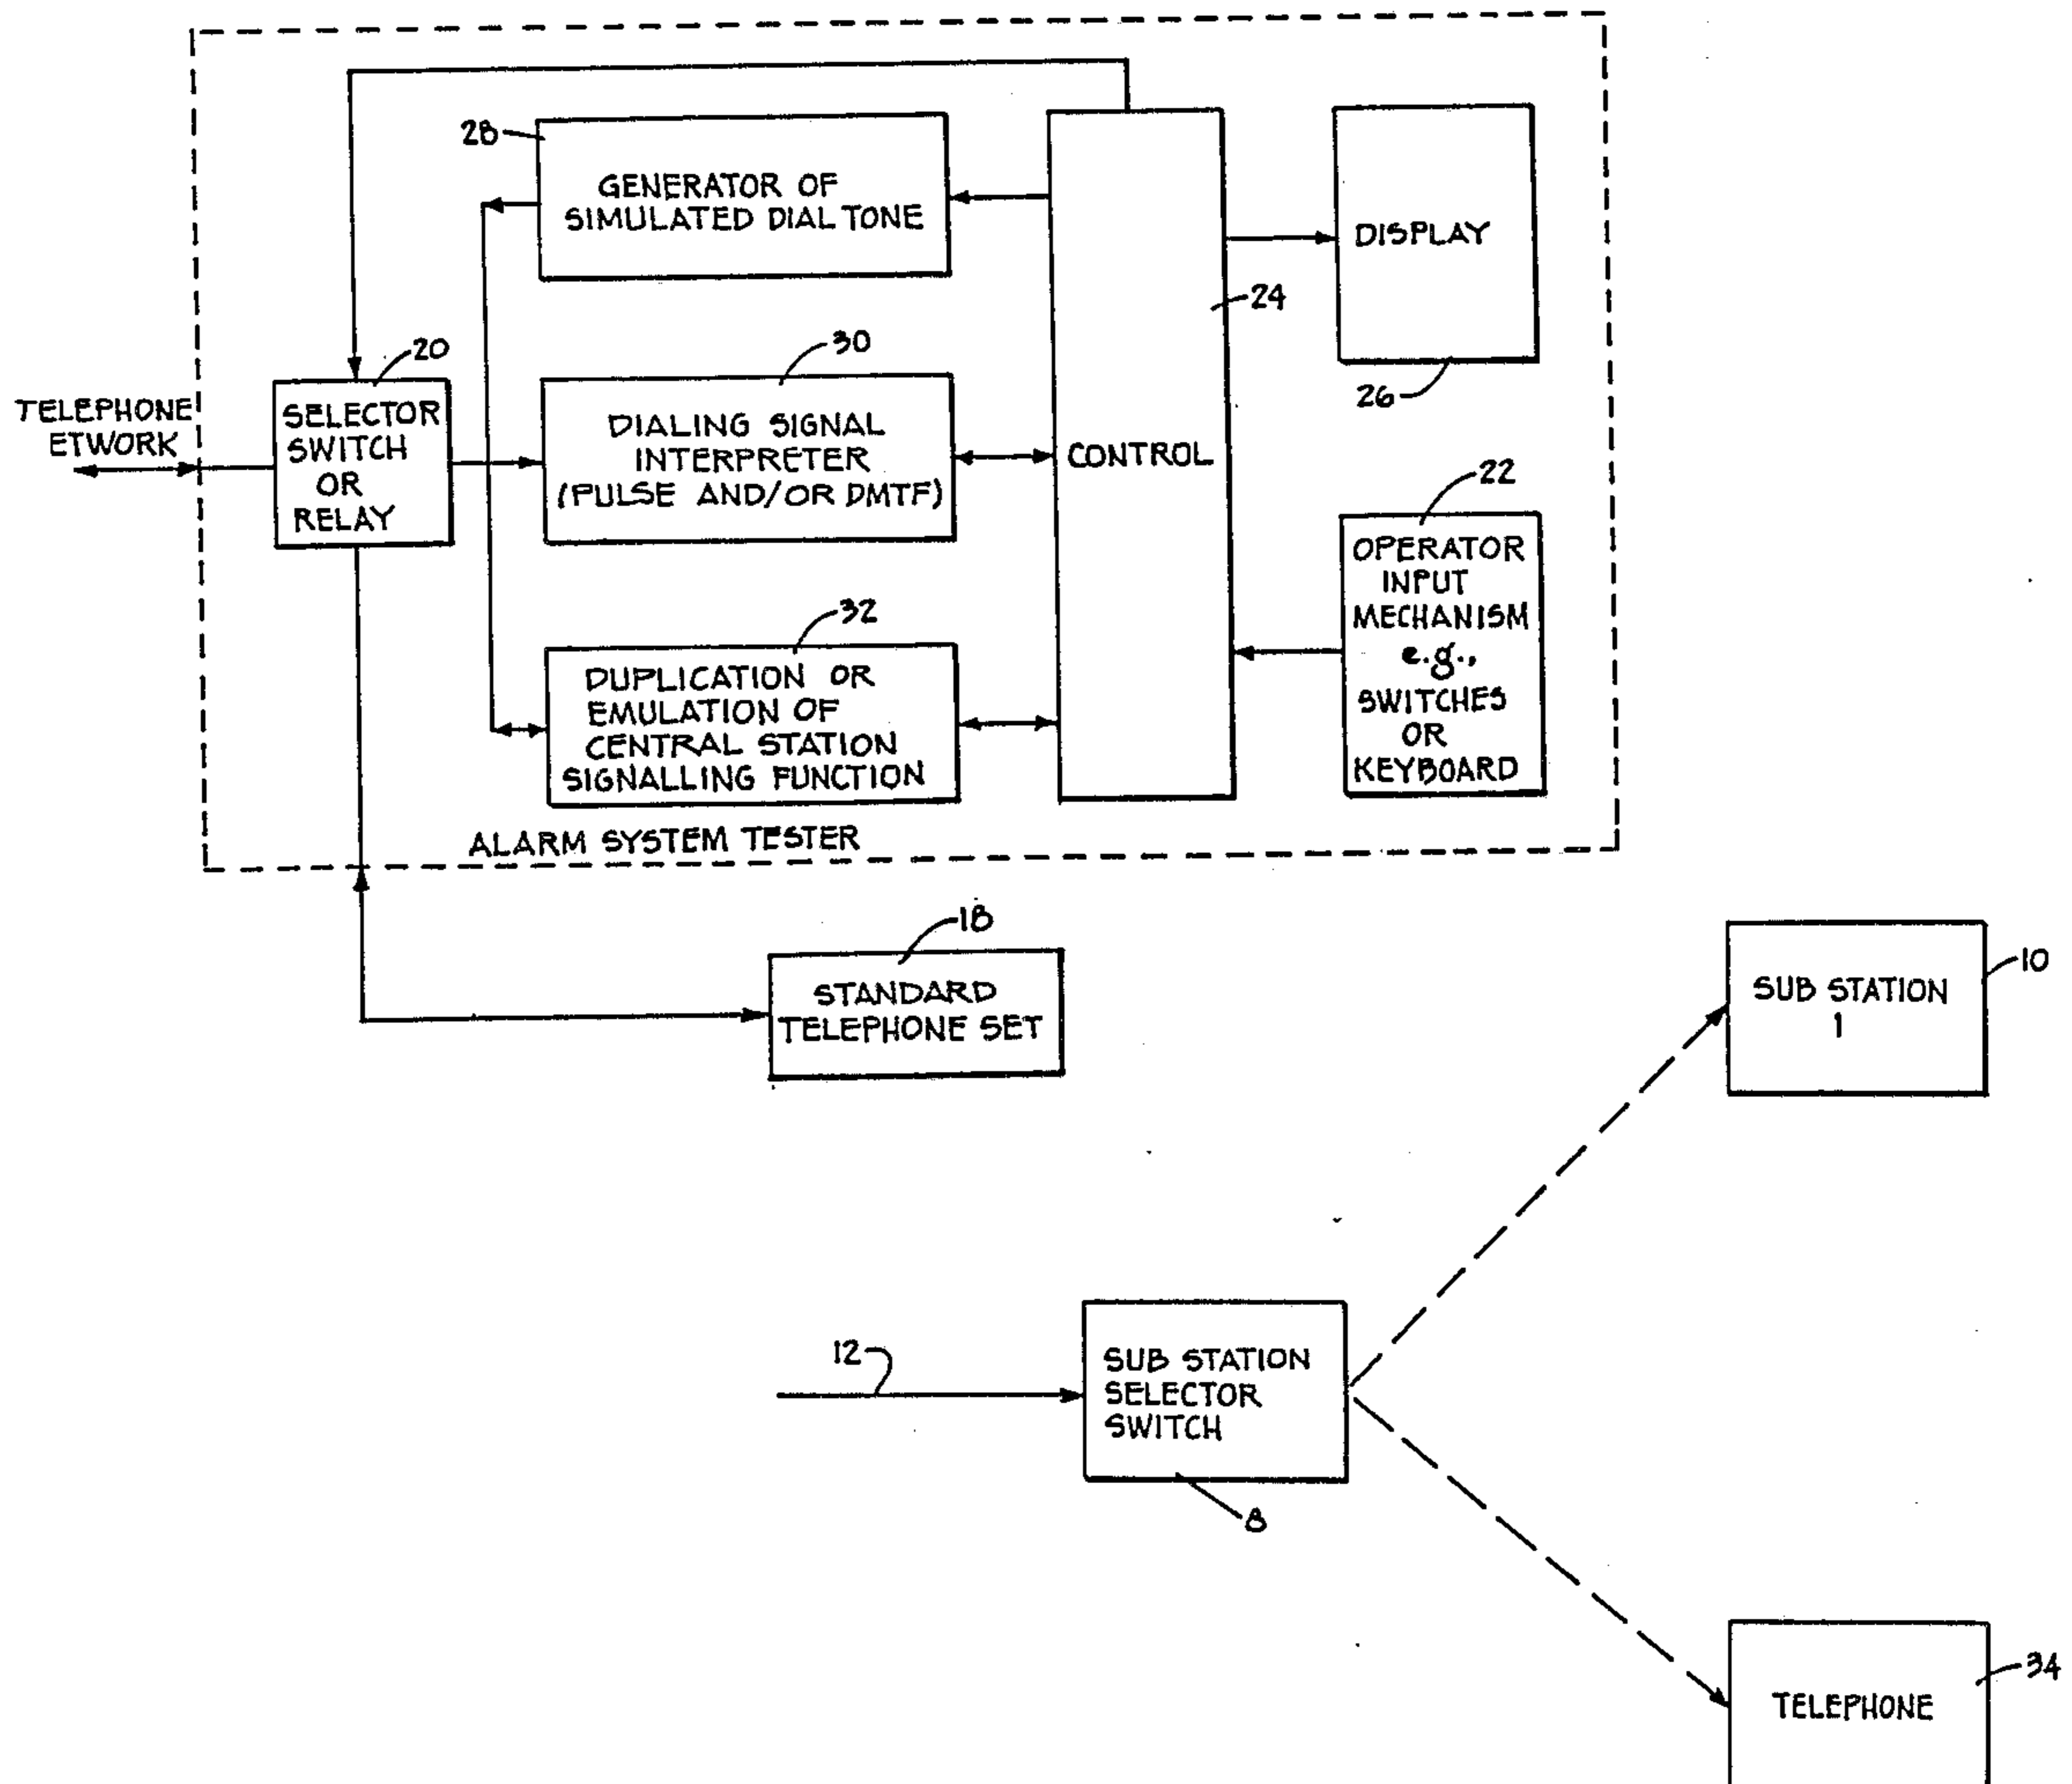 28
GENERATOR OF
SIMULATED DIAL TONE
DISPLAY
24
26
20
30
TELEPHONE
ETWORK
SELECTOR
SWITCH
OR
RELAY
DIALING SIGNAL
INTERPRETER
(PULSE AND/OR DMTF)
CONTROL
22
OPERATOR
INPUT
MECHANISM
e.g.,
SWITCHES
OR
KEYBOARD
32
DUPLICATION OR
EMULATION OF
CENTRAL STATION
SIGNALLING FUNCTION
ALARM SYSTEM TESTER
18
STANDARD
TELEPHONE SET
10
SUB STATION
1
12
SUB STATION
SELECTOR
SWITCH
8
34
TELEPHONE